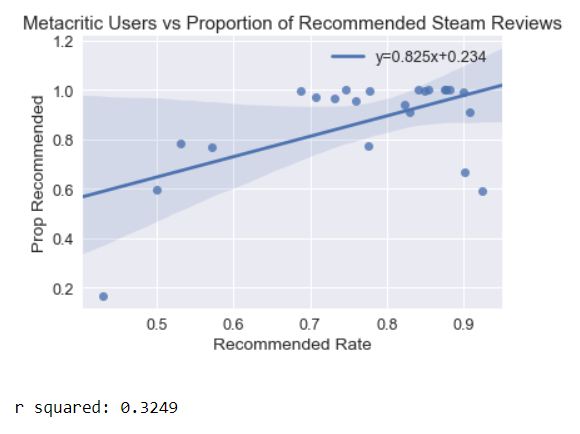 Metacritic Users vs Proportion of Recommended Steam Reviews
1.2
1.0
0.8
0.6
0.4
0.2
Prop Recommended
y=0.825x+0.234
0.5 0.6 0.7 0.8 0.9
Recommended Rate
r squared: 0.3249